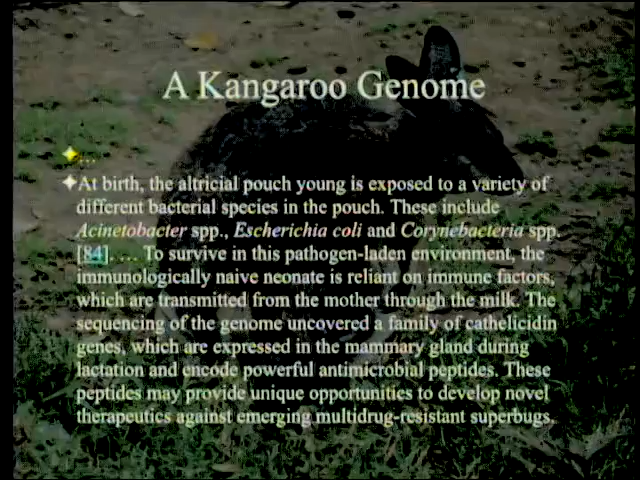 A Kangaroo Genome
...
At birth, the altricial pouch young is exposed to a variety of
different bacterial species in the pouch. These include
Acinetobacter spp., Escherichia coli and Corynebacteria spp.
[84]. ... To survive in this pathogen-laden environment, the
immunologically naive neonate is reliant on immune factors,
which are transmitted from the mother through the milk. The
sequencing of the genome uncovered a family of cathelicidin
genes, which are expressed in the mammary gland during
lactation and encode powerful antimicrobial peptides. These
peptides may provide unique opportunities to develop novel
therapeutics against emerging multidrug-resistant superbugs.